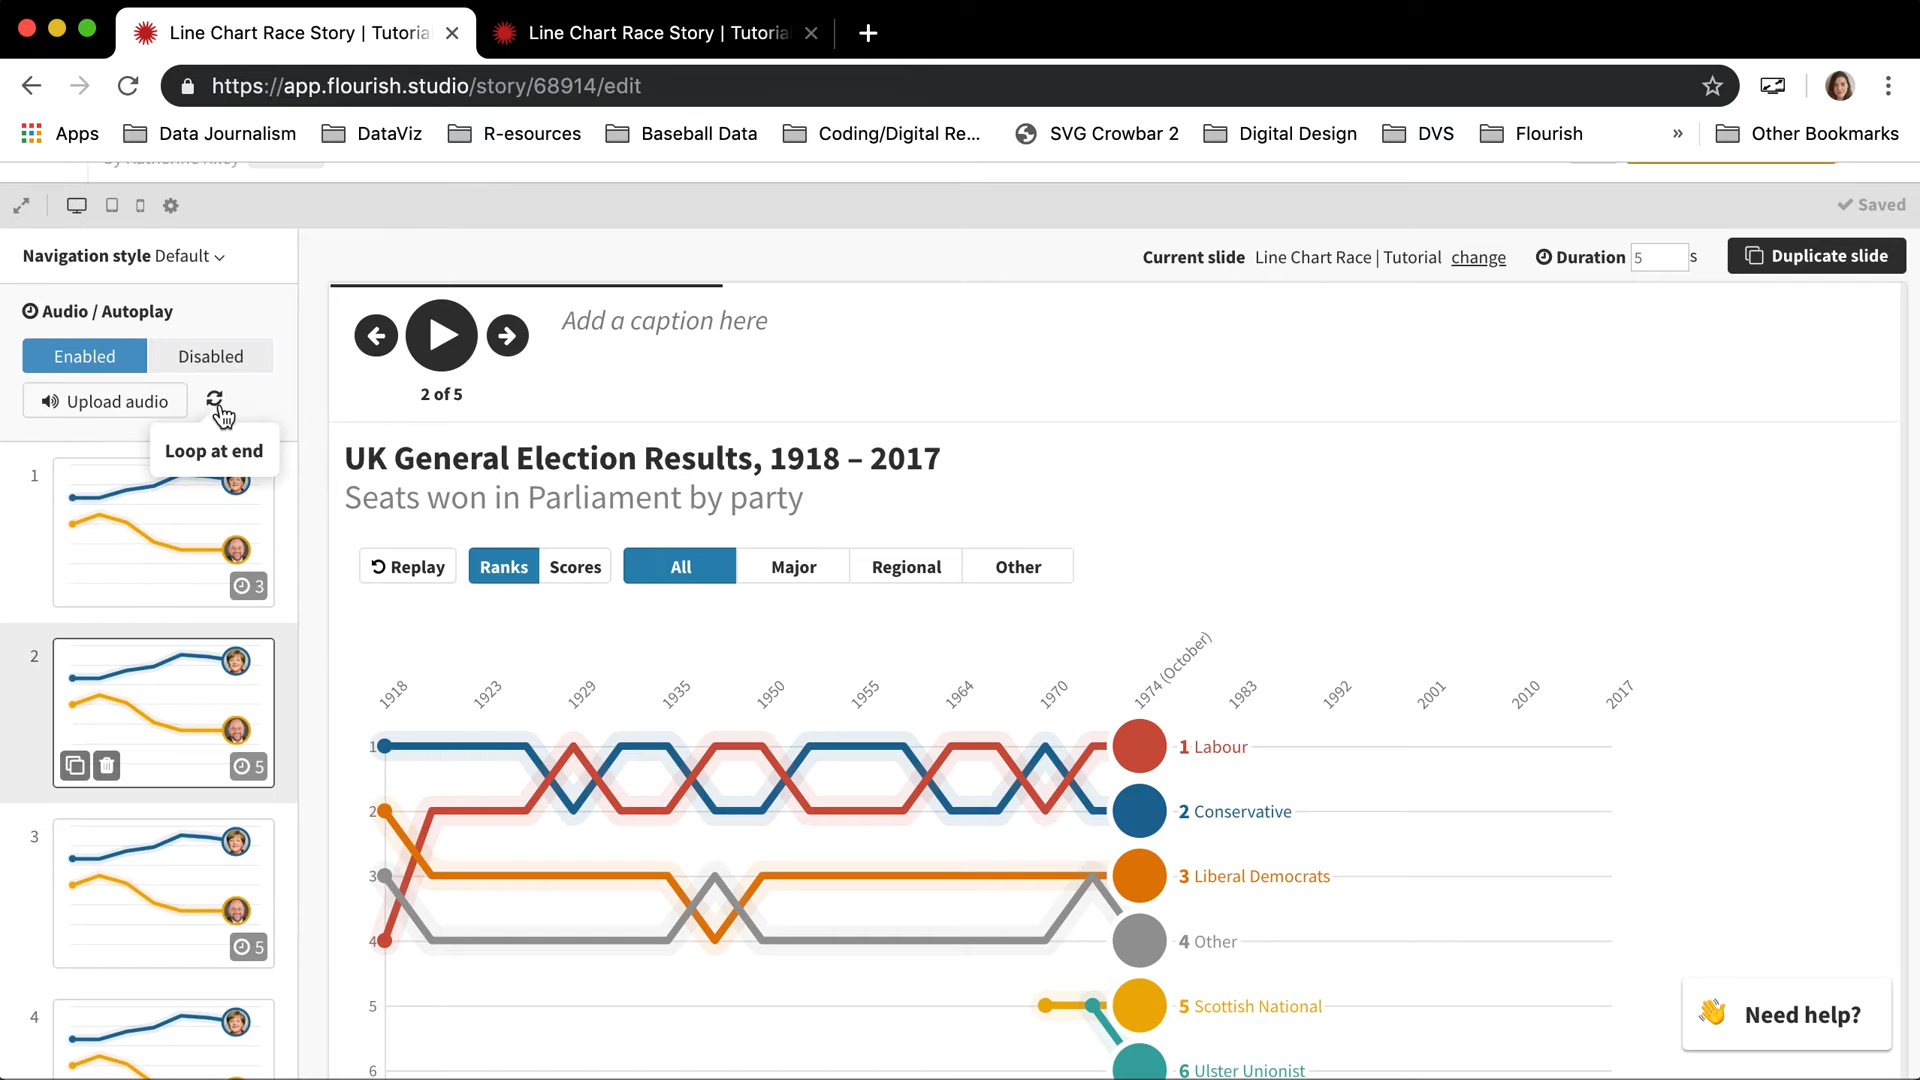 Line Chart Race Story | Tutoria
Line Chart Race Story | Tutoria
https://app.flourish.studio/story/68914/edit
Apps
Data Journalism
DataViz
R-esources
Baseball Data
Coding/Digital Re...
SVG Crowbar 2
Digital Design
DVS
Flourish
»
Other Bookmarks
Saved
Navigation style Default
Current slide Line Chart Race | Tutorial change
Duration 5 s
Duplicate slide
Audio / Autoplay
Enabled
Disabled
Upload audio
Loop at end
Add a caption here
2 of 5
UK General Election Results, 1918 – 2017
Seats won in Parliament by party
Replay
Ranks
Scores
All
Major
Regional
Other
1
3
2
5
3
5
4
1918
1923
1929
1935
1950
1955
1964
1970
1974 (October)
1983
1992
2001
2010
2017
1
1 Labour
2
2 Conservative
3
3 Liberal Democrats
4
4 Other
5
5 Scottish National
6
6 Ulster Unionist
Need help?